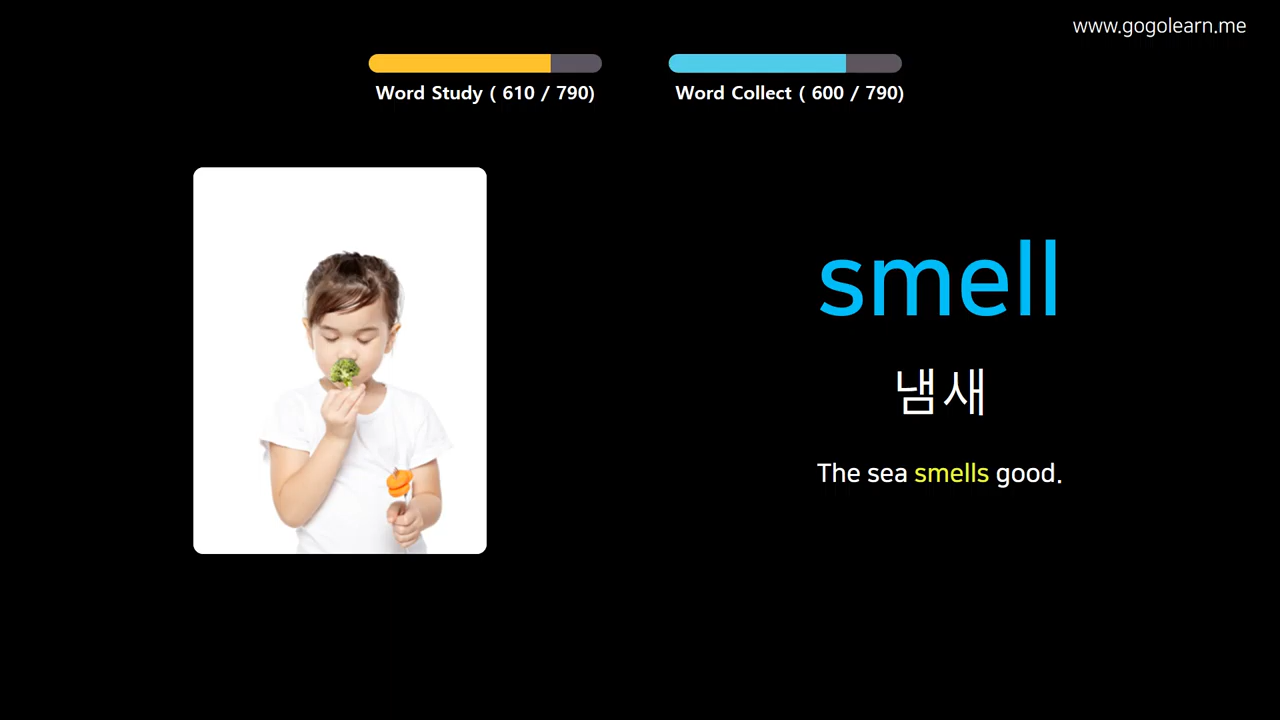 www.gogolearn.me
Word Study ( 610 / 790)
Word Collect ( 600 / 790)
smell
냄새
The sea smells good.